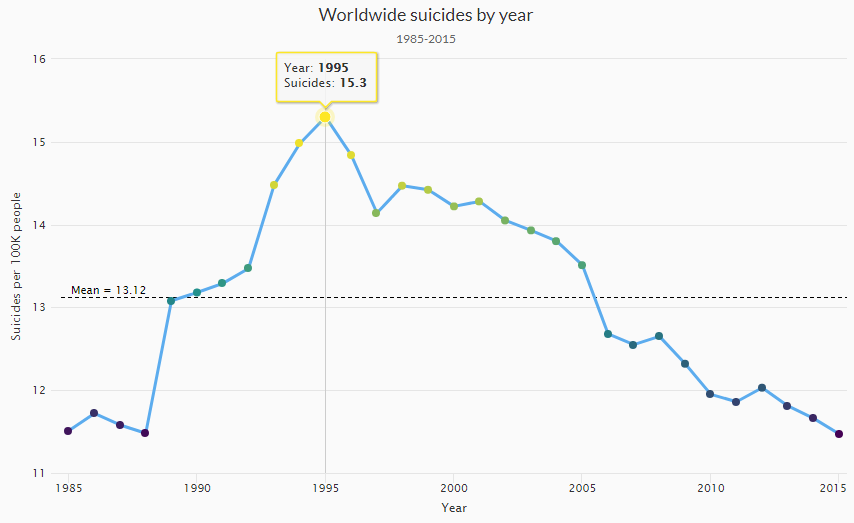 Worldwide suicides by year
1985-2015
Year: 1995
Suicides: 15.3
16
15
14
13
12
11
Suicides per 100K people
Mean = 13.12
1985 1990 1995 2000 2005 2010 2015
Year